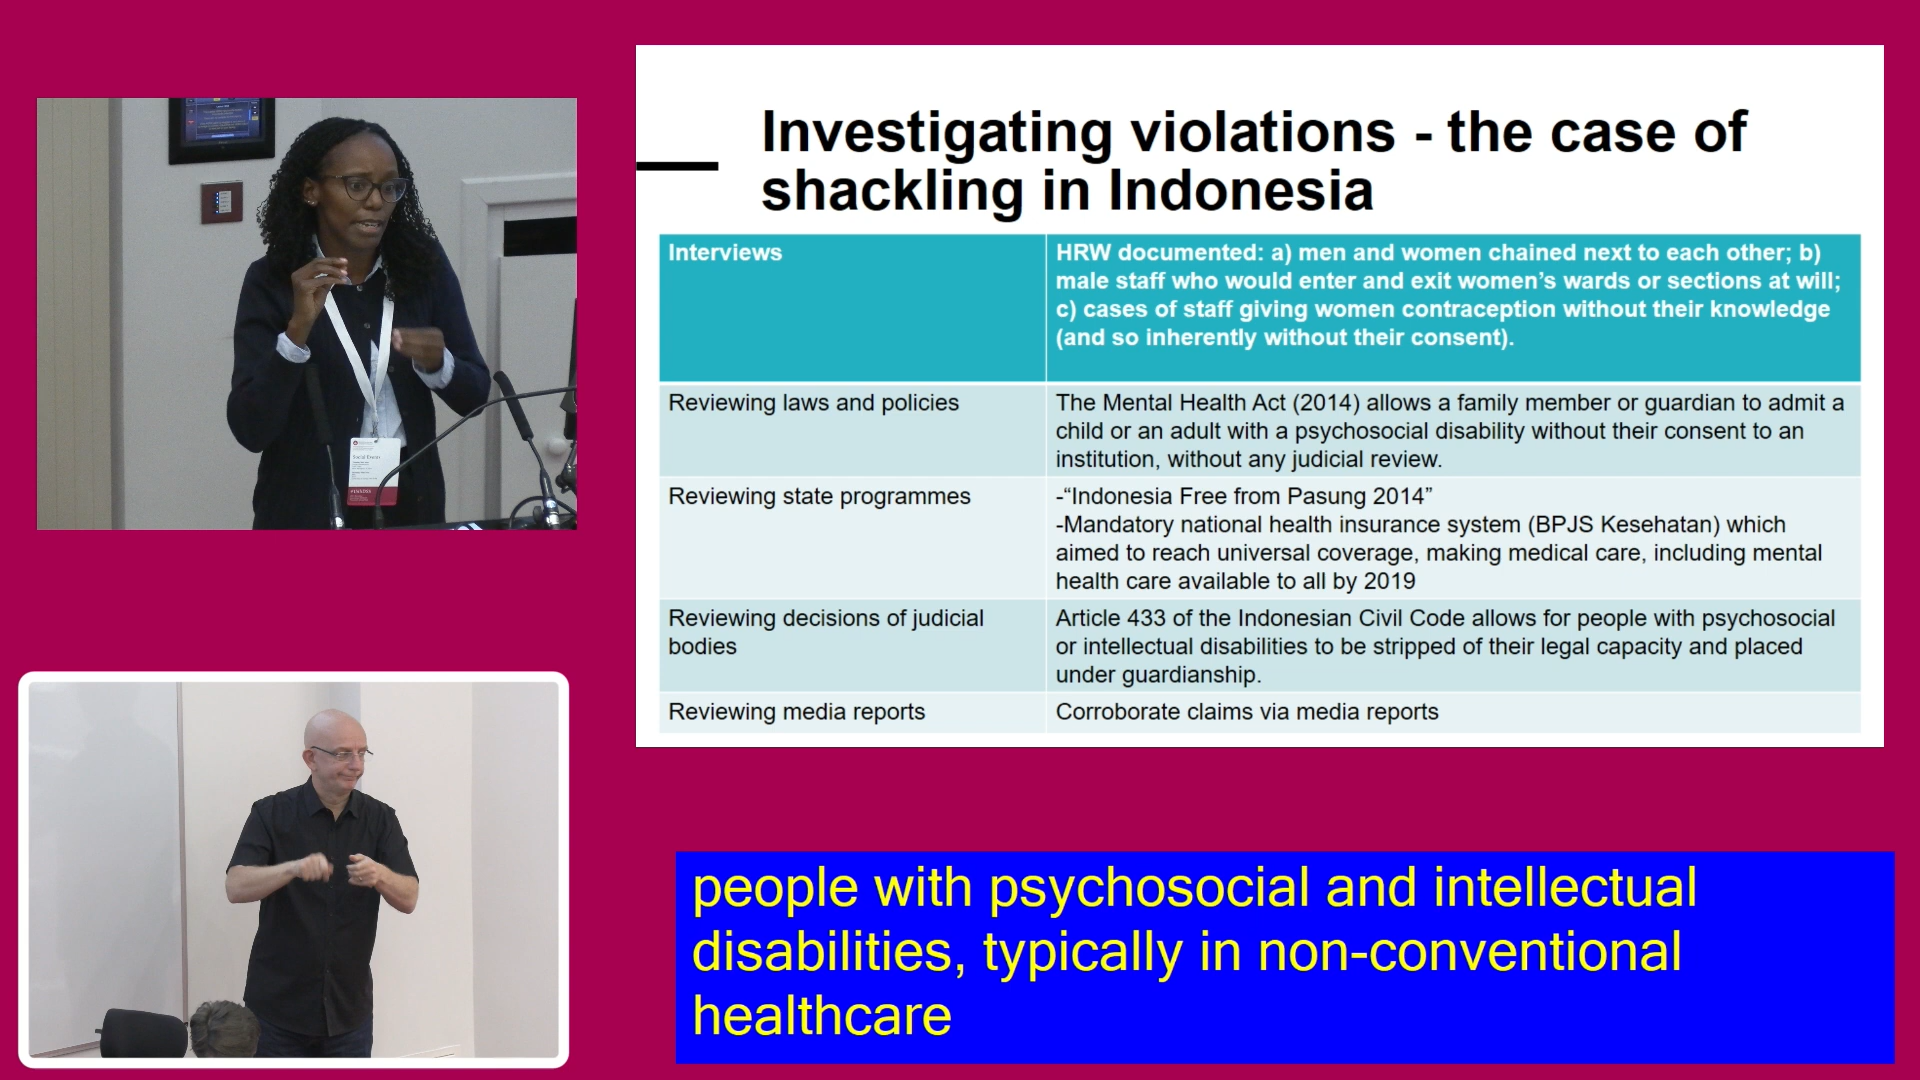 Investigating violations - the case of
shackling in Indonesia
Interviews
HRW documented: a) men and women chained next to each other; b)
male staff who would enter and exit women’s wards or sections at will;
c) cases of staff giving women contraception without their knowledge
(and so inherently without their consent).
Reviewing laws and policies
The Mental Health Act (2014) allows a family member or guardian to admit a
child or an adult with a psychosocial disability without their consent to an
institution, without any judicial review.
Reviewing state programmes
-“Indonesia Free from Pasung 2014”
-Mandatory national health insurance system (BPJS Kesehatan) which
aimed to reach universal coverage, making medical care, including mental
health care available to all by 2019
Reviewing decisions of judicial
bodies
Article 433 of the Indonesian Civil Code allows for people with psychosocial
or intellectual disabilities to be stripped of their legal capacity and placed
under guardianship.
Reviewing media reports
Corroborate claims via media reports
Social Event
people with psychosocial and intellectual
disabilities, typically in non-conventional
healthcare